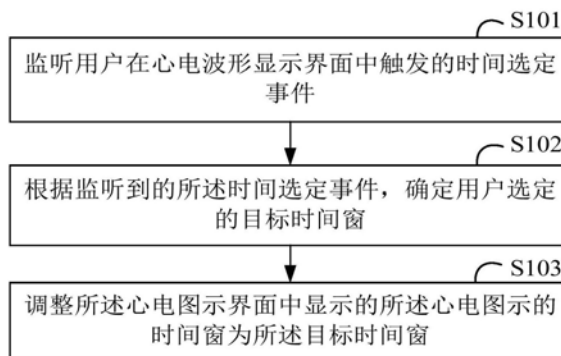 S101
监听用户在心电波形显示界面中触发的时间选定
事件
S102
根据监听到的所述时间选定事件，确定用户选定
的目标时间窗
S103
调整所述心电图示界面中显示的所述心电图示的
时间窗为所述目标时间窗